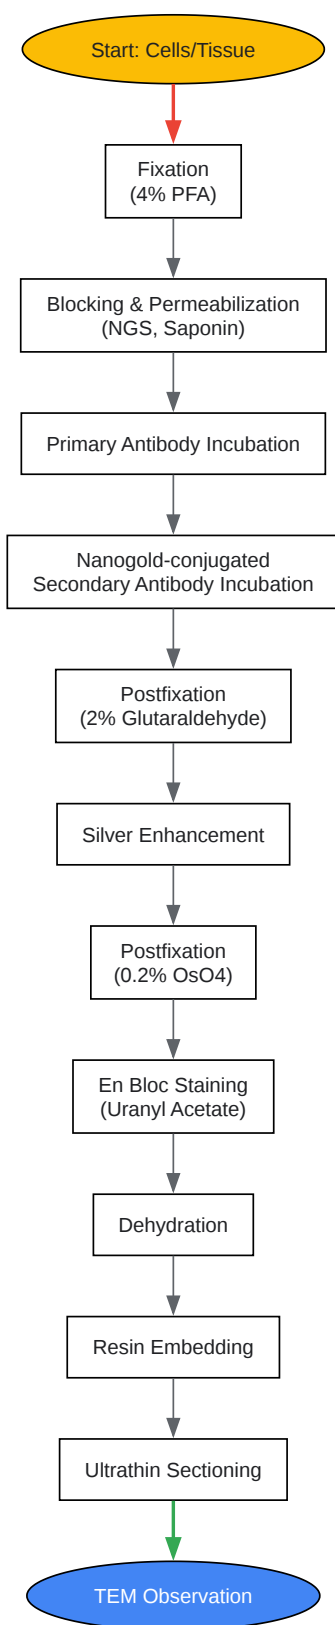 Start: Cells/Tissue
Fixation
(4% PFA)
Blocking & Permeabilization
(NGS, Saponin)
Primary Antibody Incubation
Nanogold-conjugated
Secondary Antibody Incubation
Postfixation
(2% Glutaraldehyde)
Silver Enhancement
Postfixation
(0.2% OsO4)
En Bloc Staining
(Uranyl Acetate)
Dehydration
Resin Embedding
Ultrathin Sectioning
TEM Observation